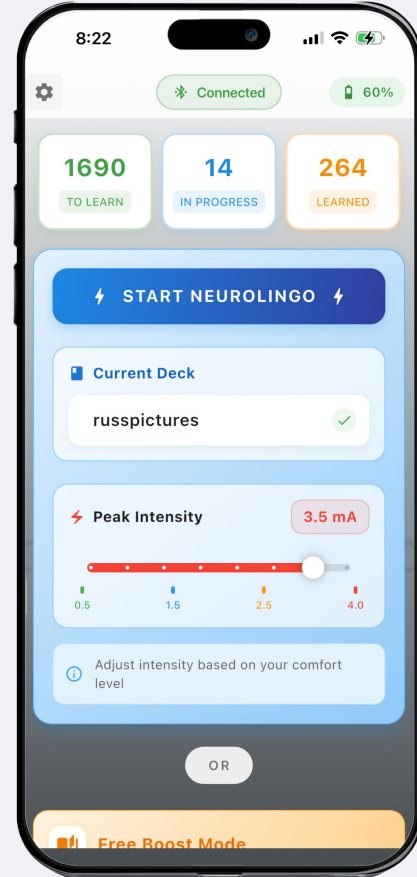 8:22
Connected
60%
1690
TO LEARN
14
IN PROGRESS
264
LEARNED
START NEUROLINGO
Current Deck
russpictures
Peak Intensity
3.5 mA
0.5
1.5
2.5
4.0
Adjust intensity based on your comfort
level
OR
Free Boost Mode